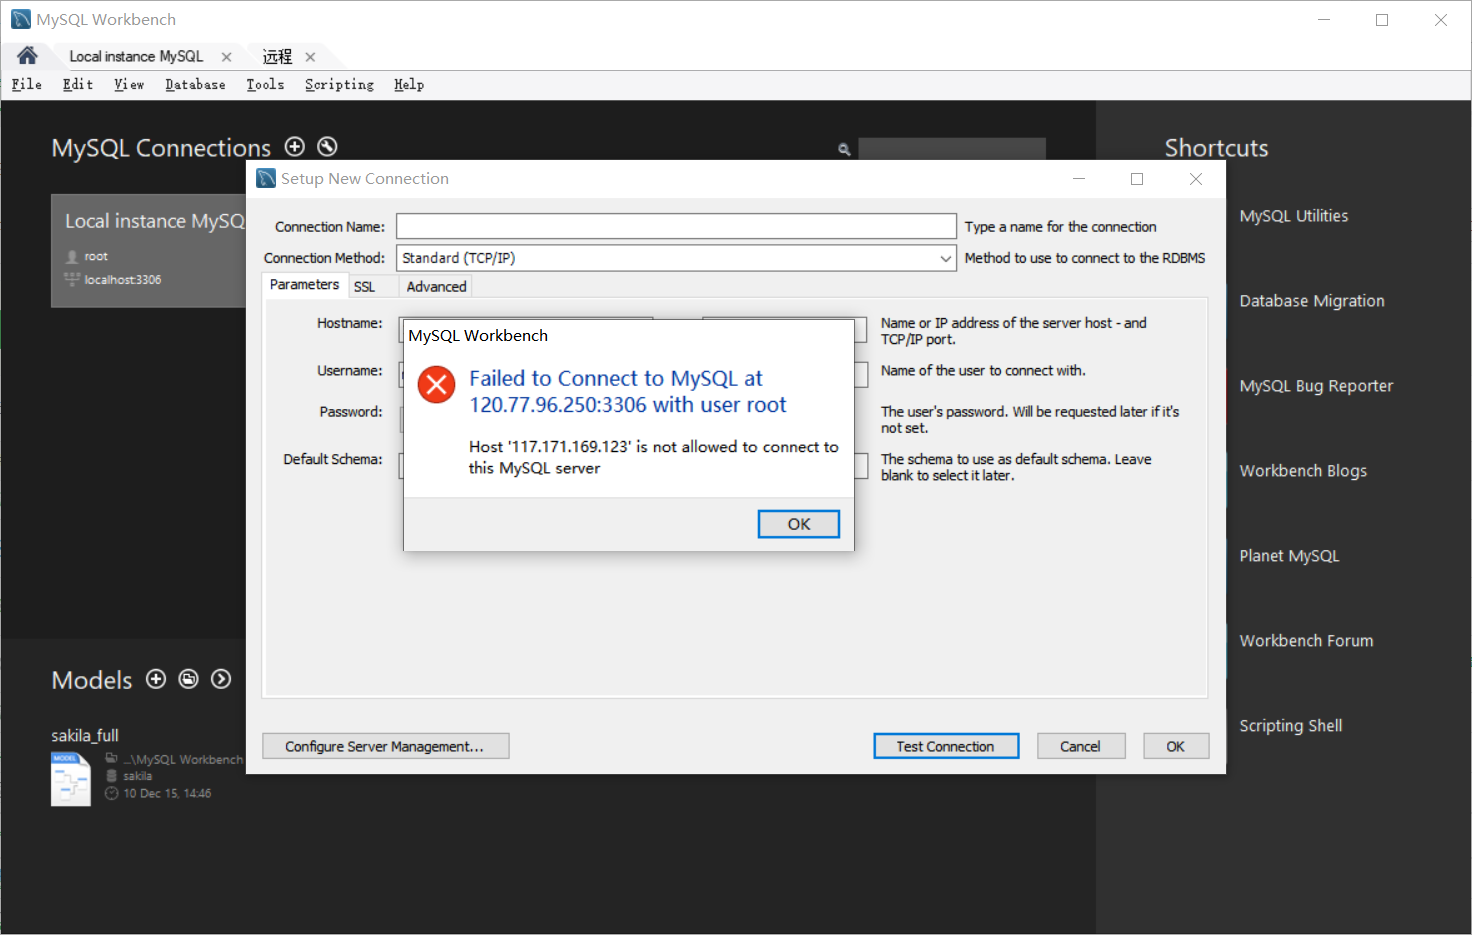 MySQL Workbench
Local instance MySQL
远程
File Edit View Database Tools Scripting Help
MySQL Connections
Shortcuts
Local instance MySQ
root
localhost:3306
Setup New Connection
Connection Name:
Type a name for the connection
Connection Method:
Standard (TCP/IP)
Method to use to connect to the RDBMS
Parameters
SSL
Advanced
Hostname:
Name or IP address of the server host - and
TCP/IP port.
Username:
Name of the user to connect with.
Password:
The user's password. Will be requested later if it's
not set.
Default Schema:
The schema to use as default schema. Leave
blank to select it later.
MySQL Workbench
Failed to Connect to MySQL at
120.77.96.250:3306 with user root
Host '117.171.169.123' is not allowed to connect to
this MySQL server
OK
Configure Server Management...
Test Connection
Cancel
OK
MySQL Utilities
Database Migration
MySQL Bug Reporter
Workbench Blogs
Planet MySQL
Workbench Forum
Scripting Shell
Models
sakila_full
MODEL
...\MySQL Workbench
sakila
10 Dec 15, 14:46